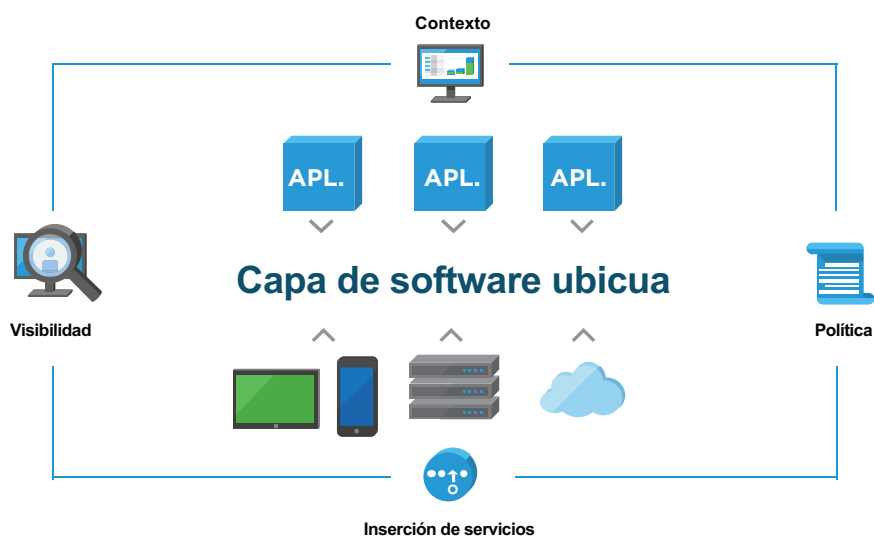 Contexto
APL.
APL.
APL.
Capa de software ubicua
Visibilidad
Política
Inserción de servicios